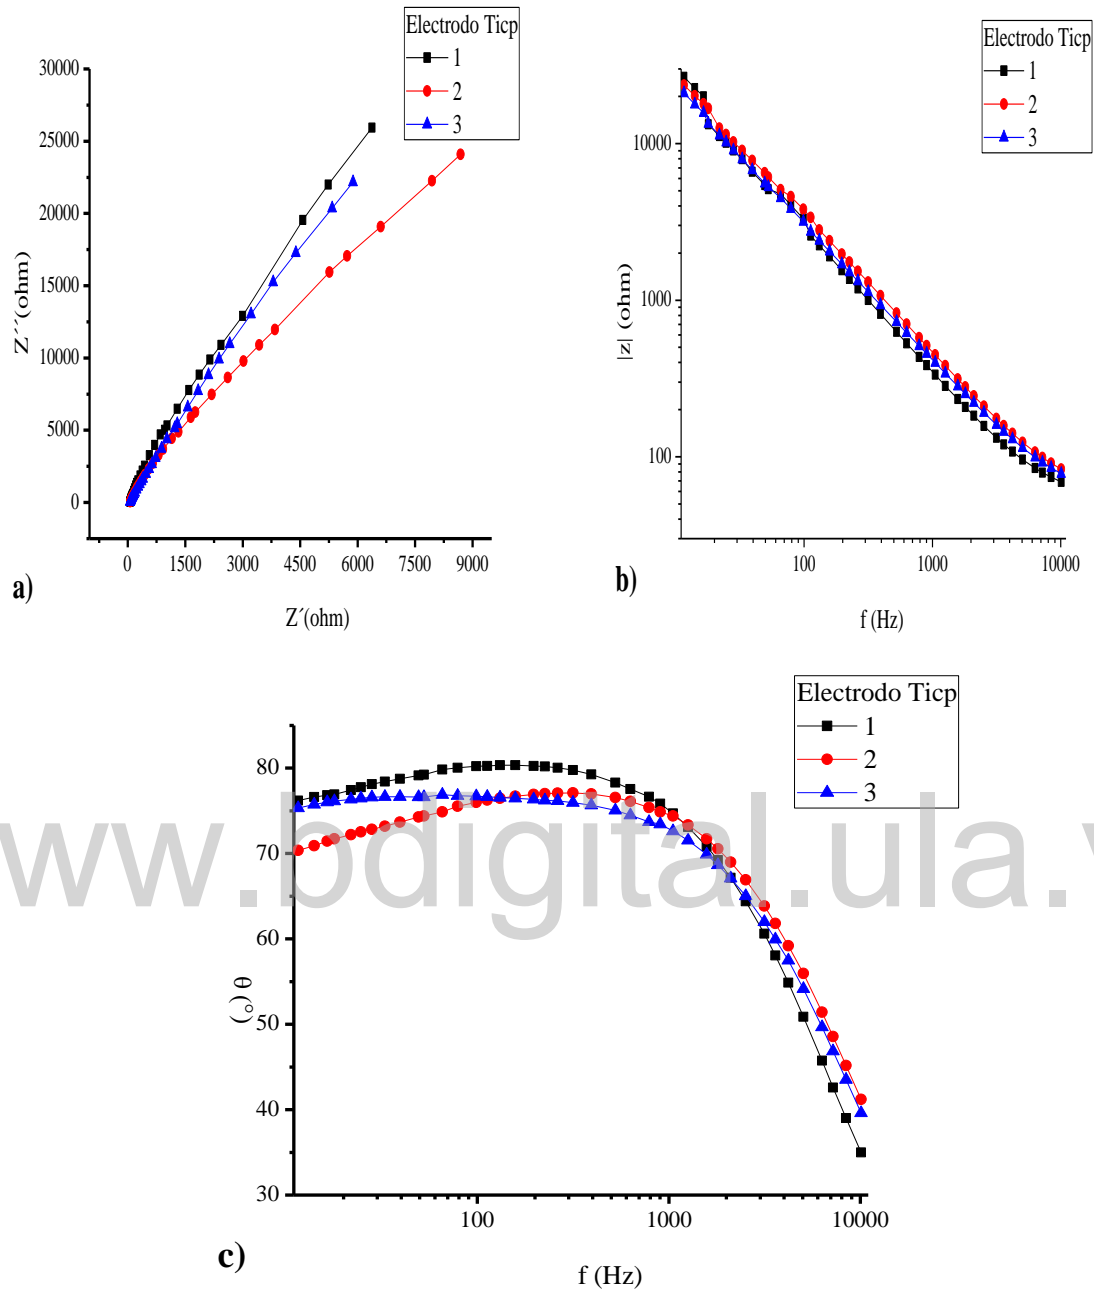 Electrodo Ticp
1
2
3
30000
25000
20000
15000
10000
5000
0
Z´´(ohm)
0 1500 3000 4500 6000 7500 9000
a)
Z´(ohm)
Electrodo Ticp
1
2
3
10000
1000
100
|z| (ohm)
100 1000 10000
b)
f (Hz)
Electrodo Ticp
1
2
3
80
70
60
50
40
30
θ (°)
100 1000 10000
c)
f (Hz)
ww.bdigital.ula.v